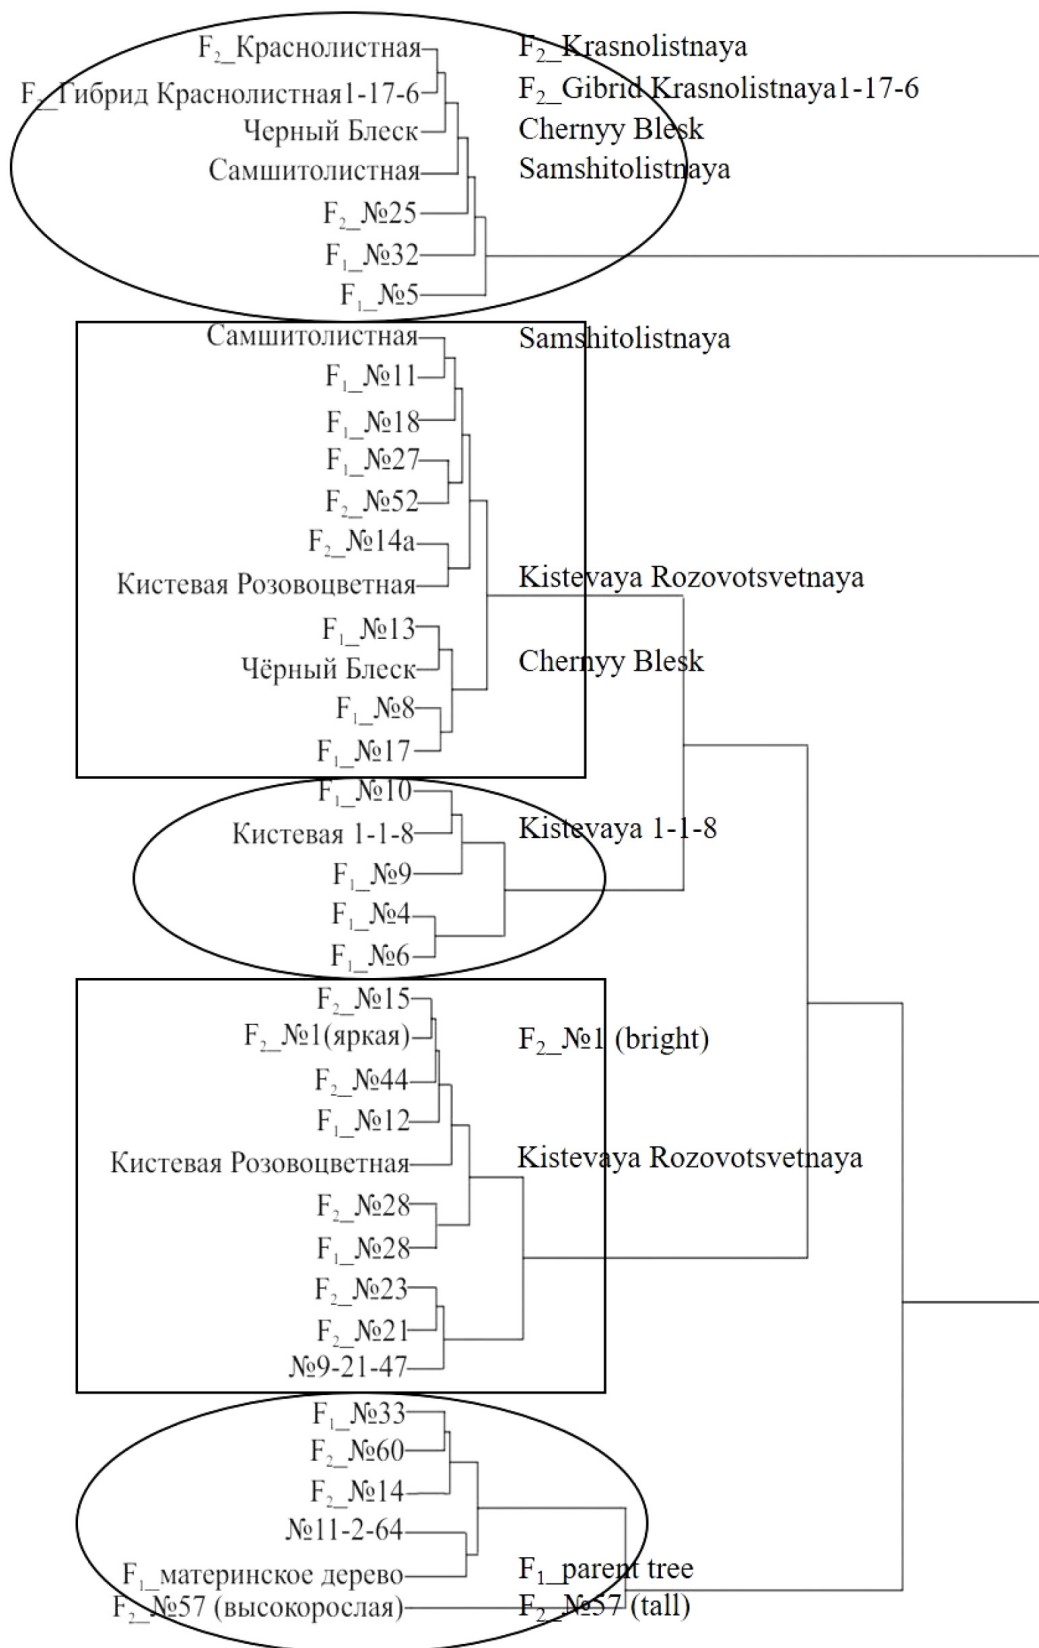 F₂_Краснолистная F₂_Krasnolistnaya
F₂_Гибрид Краснолистная1-17-6 F₂_Gibrid Krasnolistnaya1-17-6
Черный Блеск Chernyy Blesk
Самшитолистная Samshitolistnaya
F₂_№25
F₁_№32
F₁_№5
Самшитолистная Samshitolistnaya
F₁_№11
F₁_№18
F₁_№27
F₂_№52
F₂_№14а
Кистевая Розовоцветная Kistevaya Rozovotsvetnaya
F₁_№13
Чёрный Блеск Chernyy Blesk
F₁_№8
F₁_№17
F₁_№10
Кистевая 1-1-8 Kistevaya 1-1-8
F₁_№9
F₁_№4
F₁_№6
F₂_№15
F₂_№1(яркая) F₂_№1 (bright)
F₂_№44
F₁_№12
Кистевая Розовоцветная Kistevaya Rozovotsvetnaya
F₂_№28
F₁_№28
F₂_№23
F₂_№21
№9-21-47
F₁_№33
F₂_№60
F₂_№14
№11-2-64
F₁_материнское дерево F₁_parent tree
F₂_№57 (высокорослая) F₂_№57 (tall)